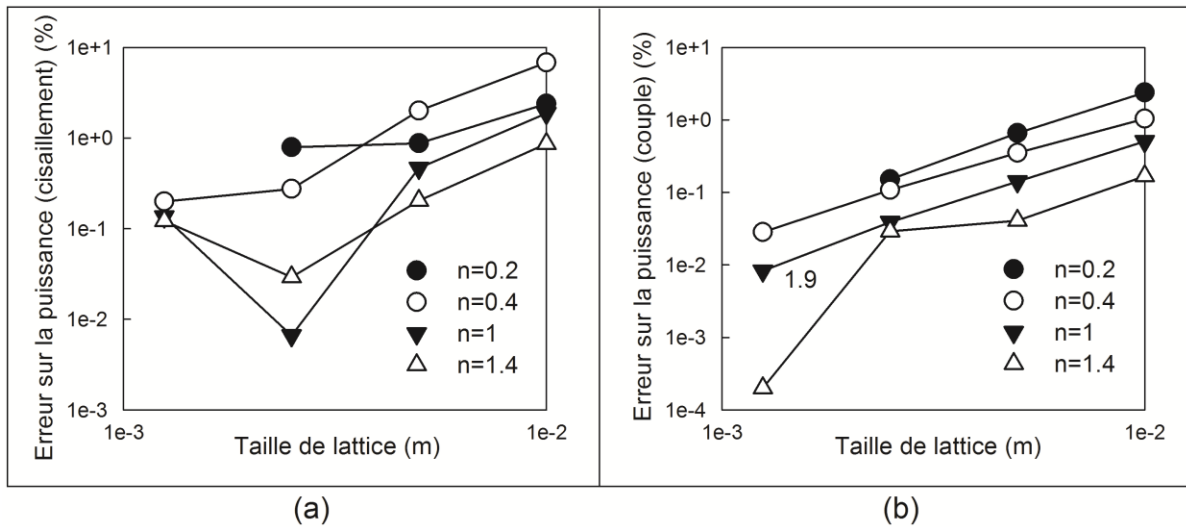 Erreur sur la puissance (cisaillement) (%)
1e+1
1e+0
1e-1
1e-2
1e-3
n=0.2
n=0.4
n=1
n=1.4
1e-3
1e-2
Taille de lattice (m)
(a)
Erreur sur la puissance (couple) (%)
1e+1
1e+0
1e-1
1e-2
1e-3
1e-4
1.9
n=0.2
n=0.4
n=1
n=1.4
1e-3
1e-2
Taille de lattice (m)
(b)